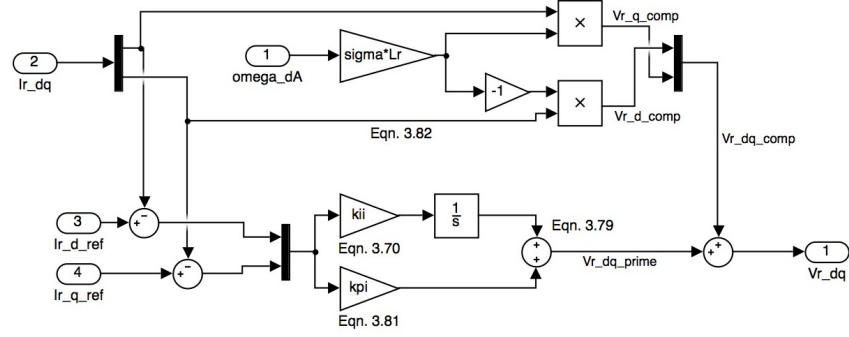 Vr_q_comp
×
2
Ir_dq
1
omega_dA
sigma*Lr
-1
×
Vr_d_comp
Eqn. 3.82
Vr_dq_comp
3
Ir_d_ref
+ −
kii
1
s
Eqn. 3.70
Eqn. 3.79
4
Ir_q_ref
+ −
kpi
Eqn. 3.81
+
+
Vr_dq_prime
+ +
1
Vr_dq